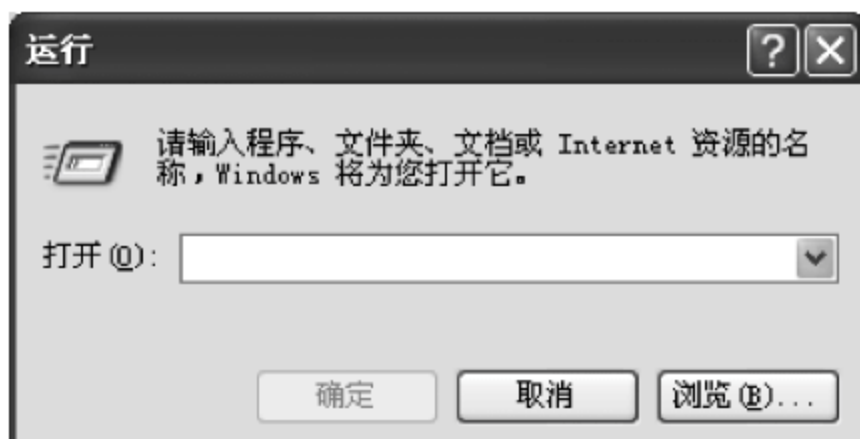 运行
请输入程序、文件夹、文档或 Internet 资源的名
称，Windows 将为您打开它。
打开(O):
确定 取消 浏览(B)...